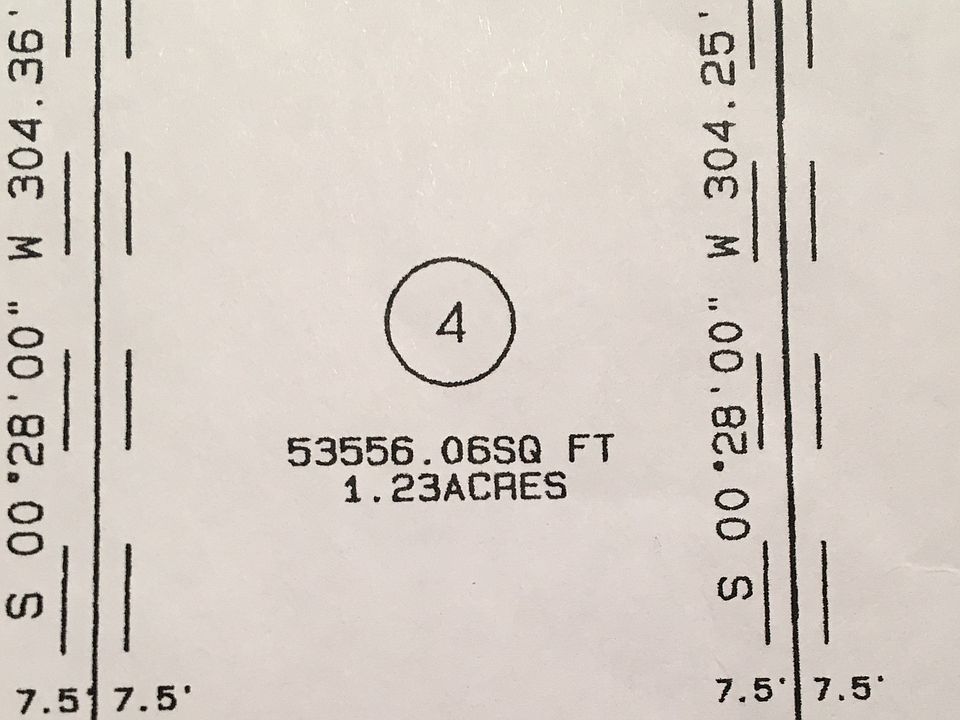 S 00°28'00" W 304.36'
S 00°28'00" W 304.25'
4
53556.06SQ FT
1.23ACRES
7.5' 7.5'
7.5' 7.5'